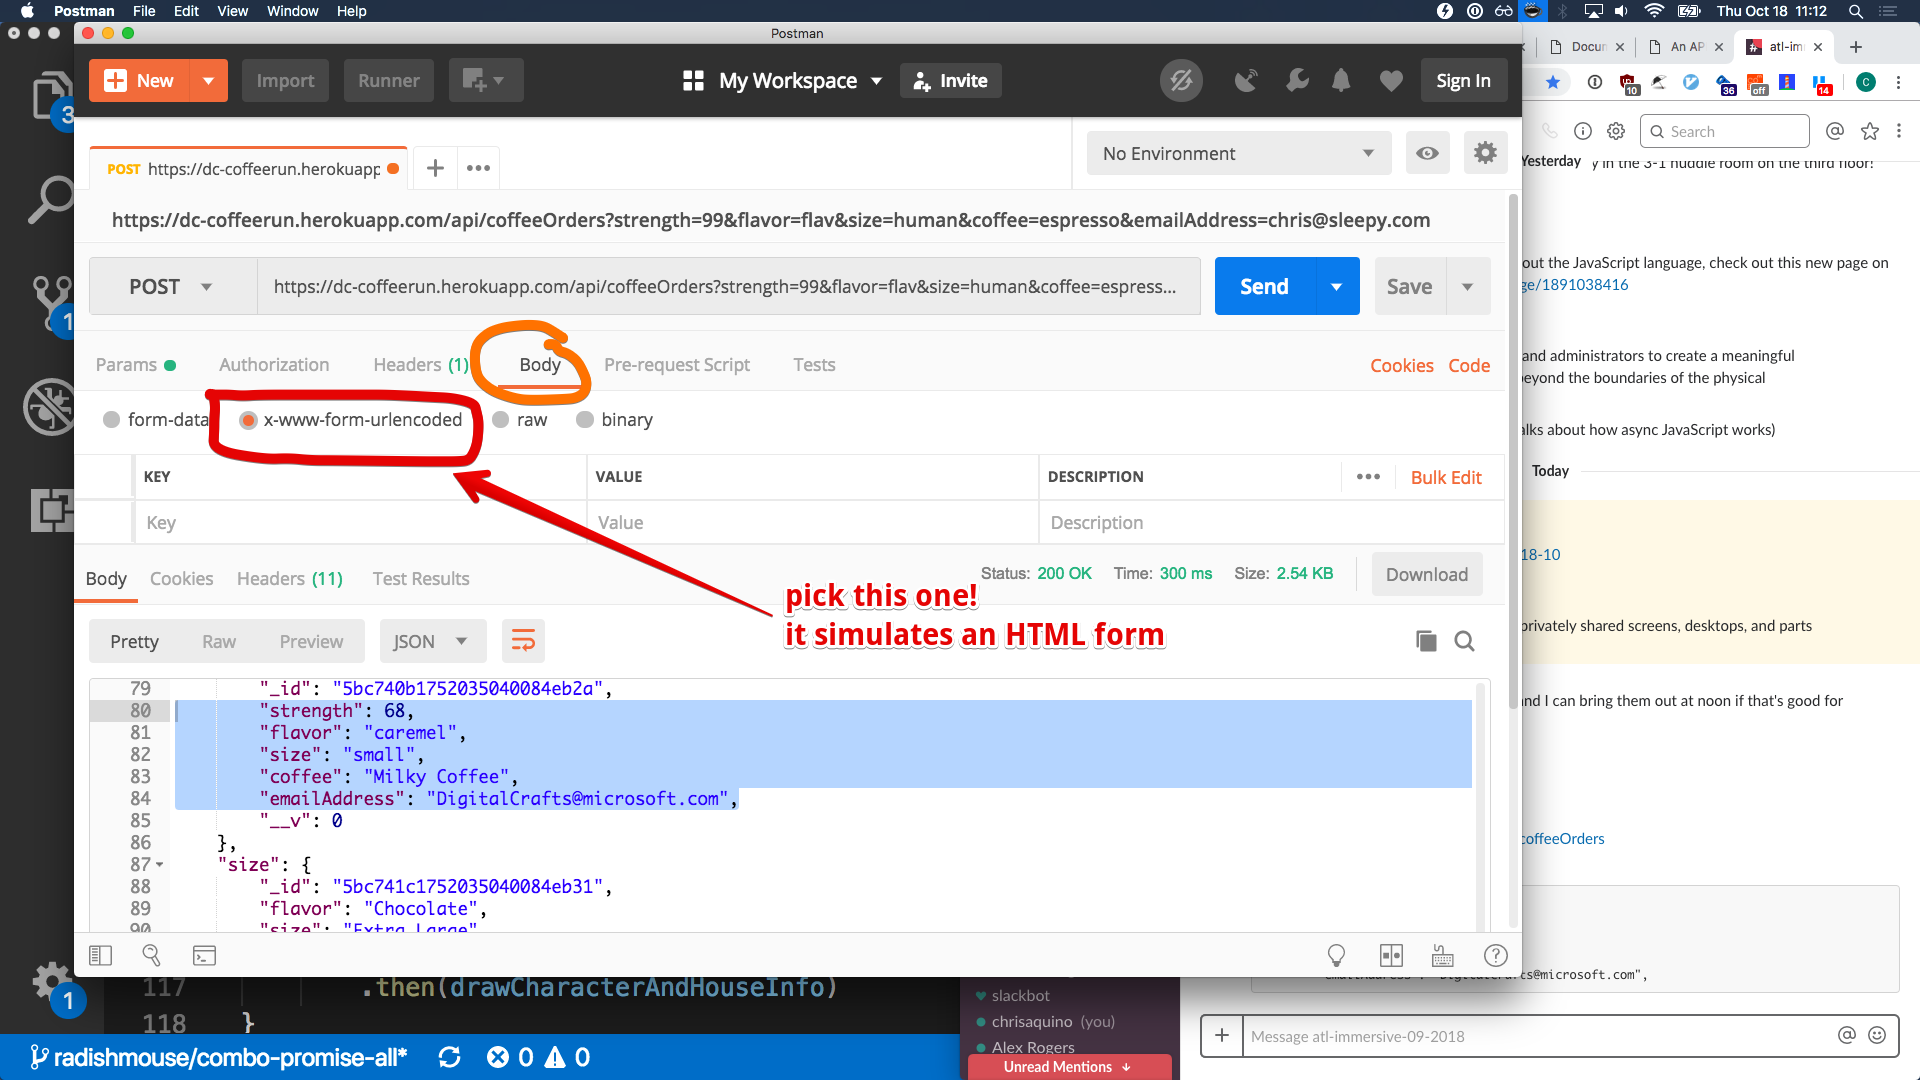 Postman File Edit View Window Help
Thu Oct 18 11:12
Postman
Docun
An AP
atl-im
New
Import
Runner
My Workspace
Invite
Sign In
10
36
off
14
C
3
Search
POST https://dc-coffeerun.herokuapp
No Environment
Yesterday
y in the 3-1 huddle room on the third floor!
https://dc-coffeerun.herokuapp.com/api/coffeeOrders?strength=99&flavor=flav&size=human&coffee=espresso&emailAddress=chris@sleepy.com
POST
https://dc-coffeerun.herokuapp.com/api/coffeeOrders?strength=99&flavor=flav&size=human&coffee=espress...
Send
Save
out the JavaScript language, check out this new page on
ge/1891038416
1
Params
Authorization
Headers (1)
Body
Pre-request Script
Tests
Cookies
Code
and administrators to create a meaningful
beyond the boundaries of the physical
form-data
x-www-form-urlencoded
raw
binary
alks about how async JavaScript works)
KEY
VALUE
DESCRIPTION
Bulk Edit
Today
Key
Value
Description
18-10
Body
Cookies
Headers (11)
Test Results
Status: 200 OK
Time: 300 ms
Size: 2.54 KB
Download
pick this one!
it simulates an HTML form
privately shared screens, desktops, and parts
Pretty
Raw
Preview
JSON
nd I can bring them out at noon if that's good for
79 "_id": "5bc740b1752035040084eb2a",
80 "strength": 68,
81 "flavor": "caremel",
82 "size": "small",
83 "coffee": "Milky Coffee",
84 "emailAddress": "DigitalCrafts@microsoft.com",
85 "__v": 0
86 },
87 "size": {
88 "_id": "5bc741c1752035040084eb31",
89 "flavor": "Chocolate",
90 "size": "Extra Large"
coffeeOrders
"emailAddress": "DigitalCrafts@microsoft.com",
1
117 .then(drawCharacterAndHouseInfo)
118 }
slackbot
chrisaquino (you)
Alex Rogers
Unread Mentions
Message atl-immersive-09-2018
radishmouse/combo-promise-all*
0
0